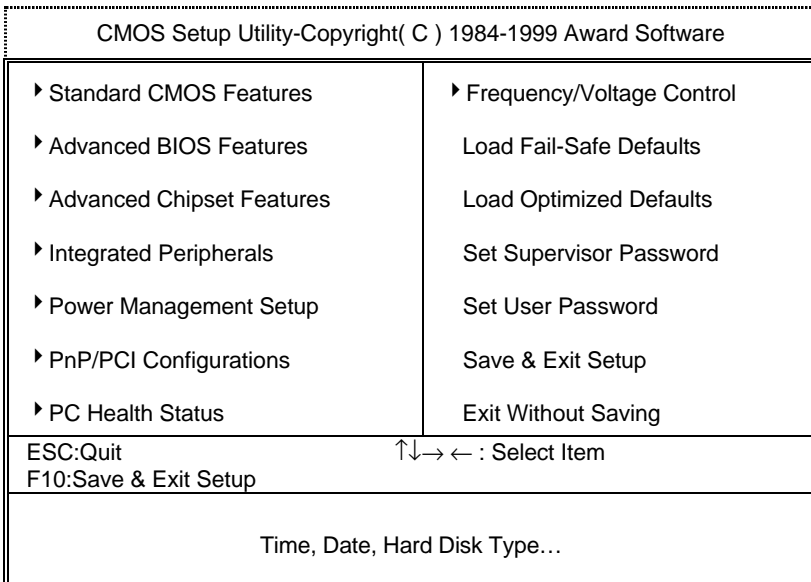 CMOS Setup Utility-Copyright( C ) 1984-1999 Award Software
Standard CMOS Features
Advanced BIOS Features
Advanced Chipset Features
Integrated Peripherals
Power Management Setup
PnP/PCI Configurations
PC Health Status
Frequency/Voltage Control
Load Fail-Safe Defaults
Load Optimized Defaults
Set Supervisor Password
Set User Password
Save & Exit Setup
Exit Without Saving
ESC:Quit ↑↓→ ← : Select Item
F10:Save & Exit Setup
Time, Date, Hard Disk Type…